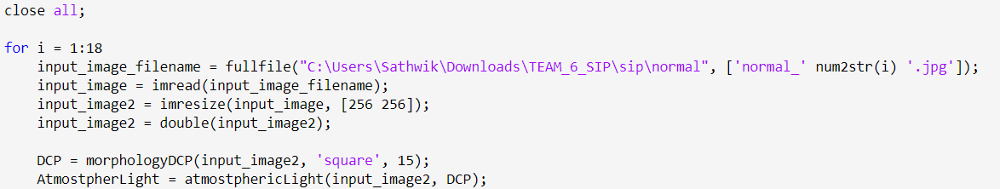 close all;
for i = 1:18
input_image_filename = fullfile("C:\Users\Sathwik\Downloads\TEAM_6_SIP\sip\normal", ['normal_' num2str(i) '.jpg']);
input_image = imread(input_image_filename);
input_image2 = imresize(input_image, [256 256]);
input_image2 = double(input_image2);
DCP = morphologyDCP(input_image2, 'square', 15);
AtmostpherLight = atmostphericLight(input_image2, DCP);